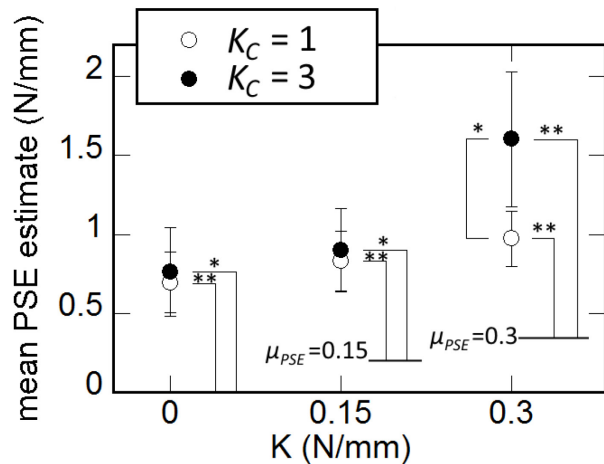 K_C = 1
K_C = 3
mean PSE estimate (N/mm)
2
1.5
1
0.5
0
* **
* **
* **
**
μ_PSE=0.15
μ_PSE=0.3
0 0.15 0.3
K (N/mm)